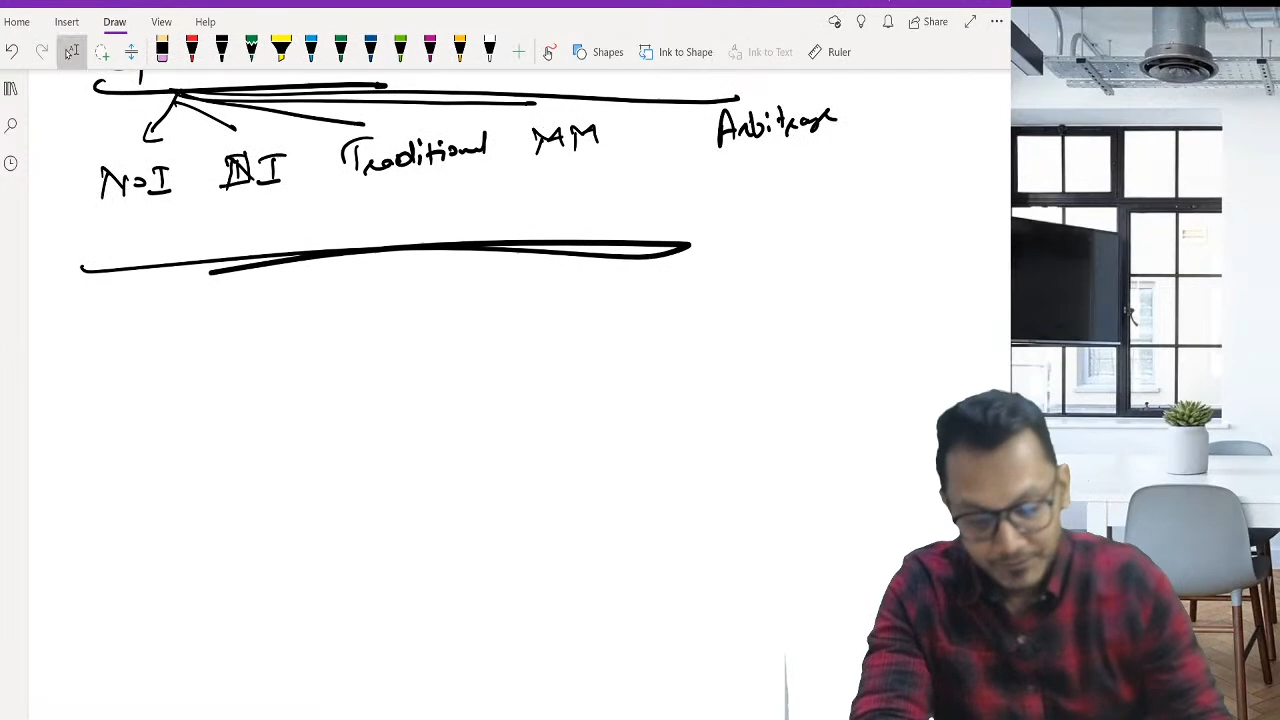 Home Insert Draw View Help Share
Shapes Ink to Shape Ink to Text Ruler
NOI NI Traditional MM Arbitrage